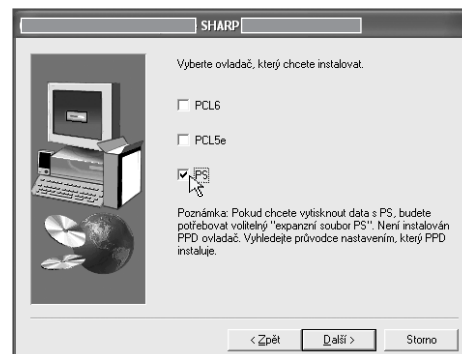 SHARP
Vyberte ovladač, který chcete instalovat.
PCL6
PCL5e
PS
Poznámka: Pokud chcete vytisknout data s PS, budete
potřebovat volitelný "expanzní soubor PS". Není instalován
PPD ovladač. Vyhledejte průvodce nastavením, který PPD
instaluje.
< Zpět
Další >
Storno